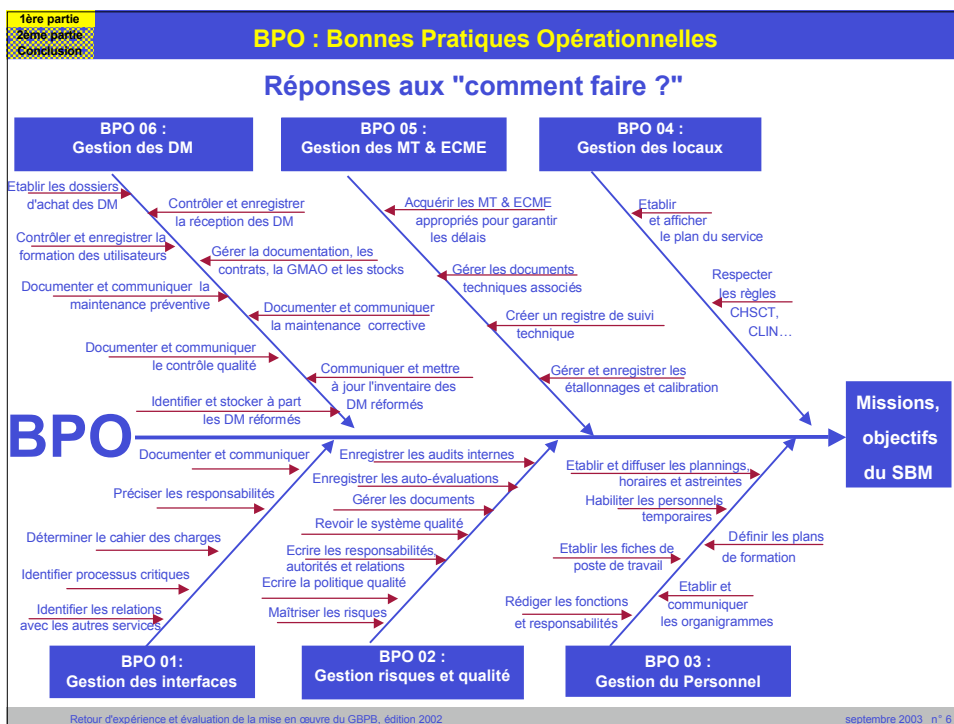 1ère partie
2ème partie
Conclusion
BPO : Bonnes Pratiques Opérationnelles
Réponses aux "comment faire ?"
BPO 06 :
Gestion des DM
BPO 05 :
Gestion des MT & ECME
BPO 04 :
Gestion des locaux
Etablir les dossiers
d'achat des DM
Contrôler et enregistrer
la réception des DM
Contrôler et enregistrer la
formation des utilisateurs
Gérer la documentation, les
contrats, la GMAO et les stocks
Documenter et communiquer la
maintenance préventive
Documenter et communiquer
la maintenance corrective
Documenter et communiquer
le contrôle qualité
Communiquer et mettre
à jour l'inventaire des
DM réformés
Identifier et stocker à part
les DM réformés
Acquérir les MT & ECME
appropriés pour garantir
les délais
Gérer les documents
techniques associés
Créer un registre de suivi
technique
Gérer et enregistrer les
étallonnages et calibration
Etablir
et afficher
le plan du service
Respecter
les règles
CHSCT,
CLIN…
BPO
Missions,
objectifs
du SBM
Documenter et communiquer
Préciser les responsabilités
Déterminer le cahier des charges
Identifier processus critiques
Identifier les relations
avec les autres services
Enregistrer les audits internes
Enregistrer les auto-évaluations
Gérer les documents
Revoir le système qualité
Ecrire les responsabilités,
autorités et relations
Ecrire la politique qualité
Maîtriser les risques
Etablir et diffuser les plannings,
horaires et astreintes
Habiliter les personnels
temporaires
Définir les plans
de formation
Etablir les fiches de
poste de travail
Etablir et
communiquer
les organigrammes
Rédiger les fonctions
et responsabilités
BPO 01:
Gestion des interfaces
BPO 02 :
Gestion risques et qualité
BPO 03 :
Gestion du Personnel
Retour d'expérience et évaluation de la mise en œuvre du GBPB, édition 2002
septembre 2003 n° 6